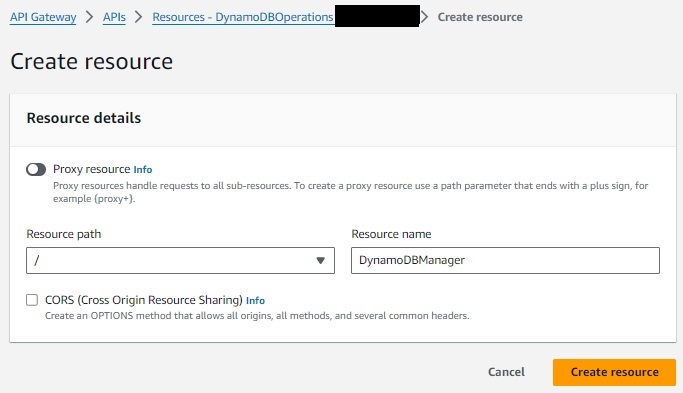 API Gateway > APIs > Resources - DynamoDBOperations > Create resource
Create resource
Resource details
Proxy resource Info
Proxy resources handle requests to all sub-resources. To create a proxy resource use a path parameter that ends with a plus sign, for
example {proxy+}.
Resource path
Resource name
/
DynamoDBManager
CORS (Cross Origin Resource Sharing) Info
Create an OPTIONS method that allows all origins, all methods, and several common headers.
Cancel
Create resource